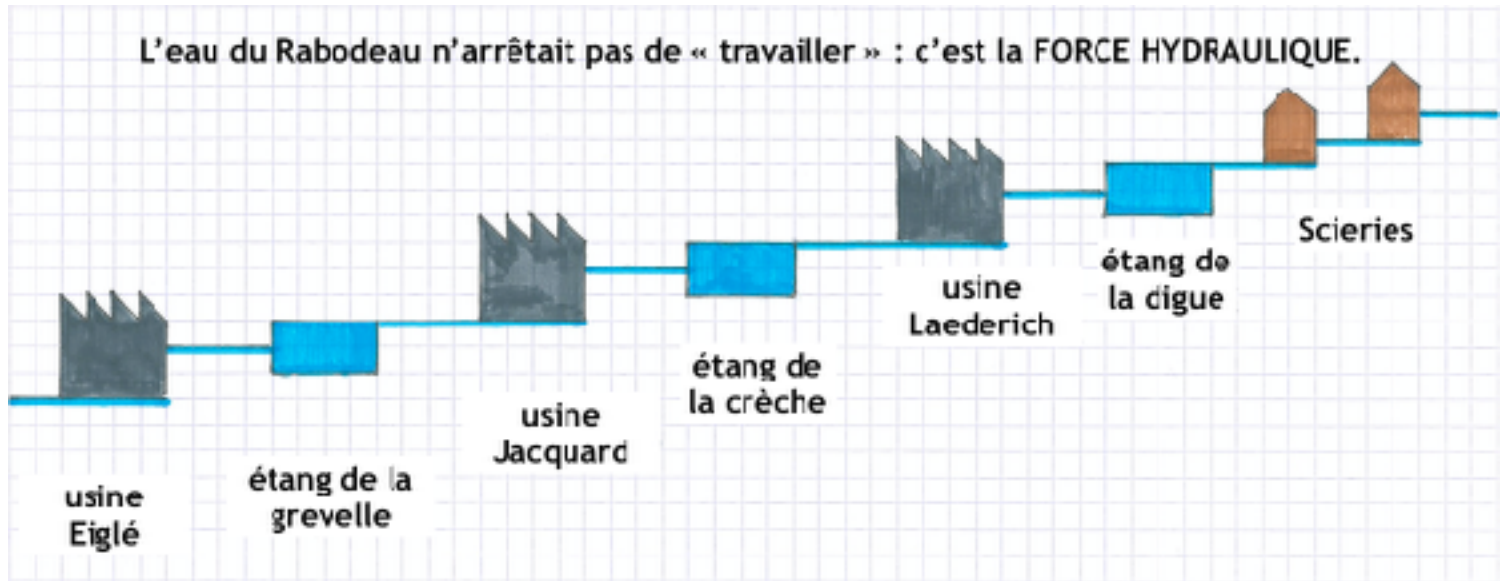 L'eau du Rabodeau n'arrêtait pas de « travailler » : c'est la FORCE HYDRAULIQUE.
Scieries
étang de
la digue
usine
Laederich
étang de
la crèche
usine
Jacquard
étang de la
grevelle
usine
Eiglé